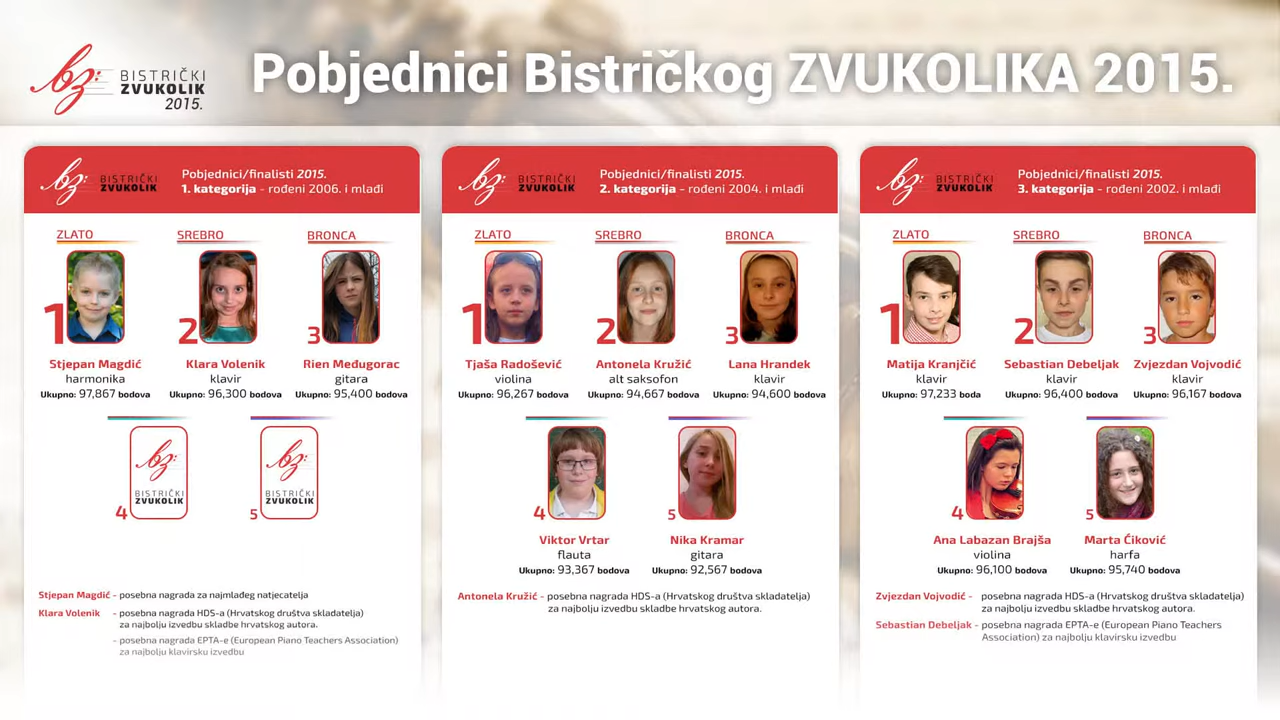 bz:
BISTRIČKI
ZVUKOLIK
2015.
Pobjednici Bistričkog ZVUKOLIKA 2015.
bz:
BISTRIČKI
ZVUKOLIK
Pobjednici/finalisti 2015.
1. kategorija - rođeni 2006. i mlađi
ZLATO
SREBRO
BRONCA
1
2
3
Stjepan Magdić
harmonika
Ukupno: 97,867 bodova
Klara Volenik
klavir
Ukupno: 96,300 bodova
Rien Međugorac
gitara
Ukupno: 95,400 bodova
bz:
BISTRIČKI
ZVUKOLIK
4
bz:
BISTRIČKI
ZVUKOLIK
5
Stjepan Magdić - posebna nagrada za najmlađeg natjecatelja
Klara Volenik - posebna nagrada HDS-a (Hrvatskog društva skladatelja)
za najbolju izvedbu skladbe hrvatskog autora.
- posebna nagrada EPTA-e (European Piano Teachers Association)
za najbolju klavirsku izvedbu
bz:
BISTRIČKI
ZVUKOLIK
Pobjednici/finalisti 2015.
2. kategorija - rođeni 2004. i mlađi
ZLATO
SREBRO
BRONCA
1
2
3
Tjaša Radošević
violina
Ukupno: 96,267 bodova
Antonela Kružić
alt saksofon
Ukupno: 94,667 bodova
Lana Hrandek
klavir
Ukupno: 94,600 bodova
4
5
Viktor Vrtar
flauta
Ukupno: 93,367 bodova
Nika Kramar
gitara
Ukupno: 92,567 bodova
Antonela Kružić - posebna nagrada HDS-a (Hrvatskog društva skladatelja)
za najbolju izvedbu skladbe hrvatskog autora.
bz:
BISTRIČKI
ZVUKOLIK
Pobjednici/finalisti 2015.
3. kategorija - rođeni 2002. i mlađi
ZLATO
SREBRO
BRONCA
1
2
3
Matija Kranjčić
klavir
Ukupno: 97,233 boda
Sebastian Debeljak
klavir
Ukupno: 96,400 bodova
Zvjezdan Vojvodić
klavir
Ukupno: 96,167 bodova
4
5
Ana Labazan Brajša
violina
Ukupno: 96,100 bodova
Marta Ćiković
harfa
Ukupno: 95,740 bodova
Zvjezdan Vojvodić - posebna nagrada HDS-a (Hrvatskog društva skladatelja)
za najbolju izvedbu skladbe hrvatskog autora.
Sebastian Debeljak - posebna nagrada EPTA-e (European Piano Teachers
Association) za najbolju klavirsku izvedbu